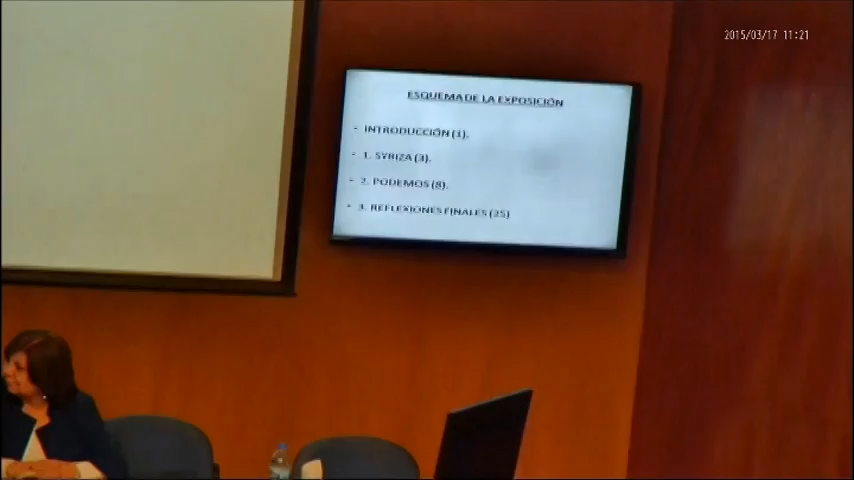 2015/03/17 11:21
ESQUEMA DE LA EXPOSICIÓN
- INTRODUCCIÓN (1).
- 1. SYRIZA (3).
- 2. PODEMOS (8).
- 3. REFLEXIONES FINALES (25)